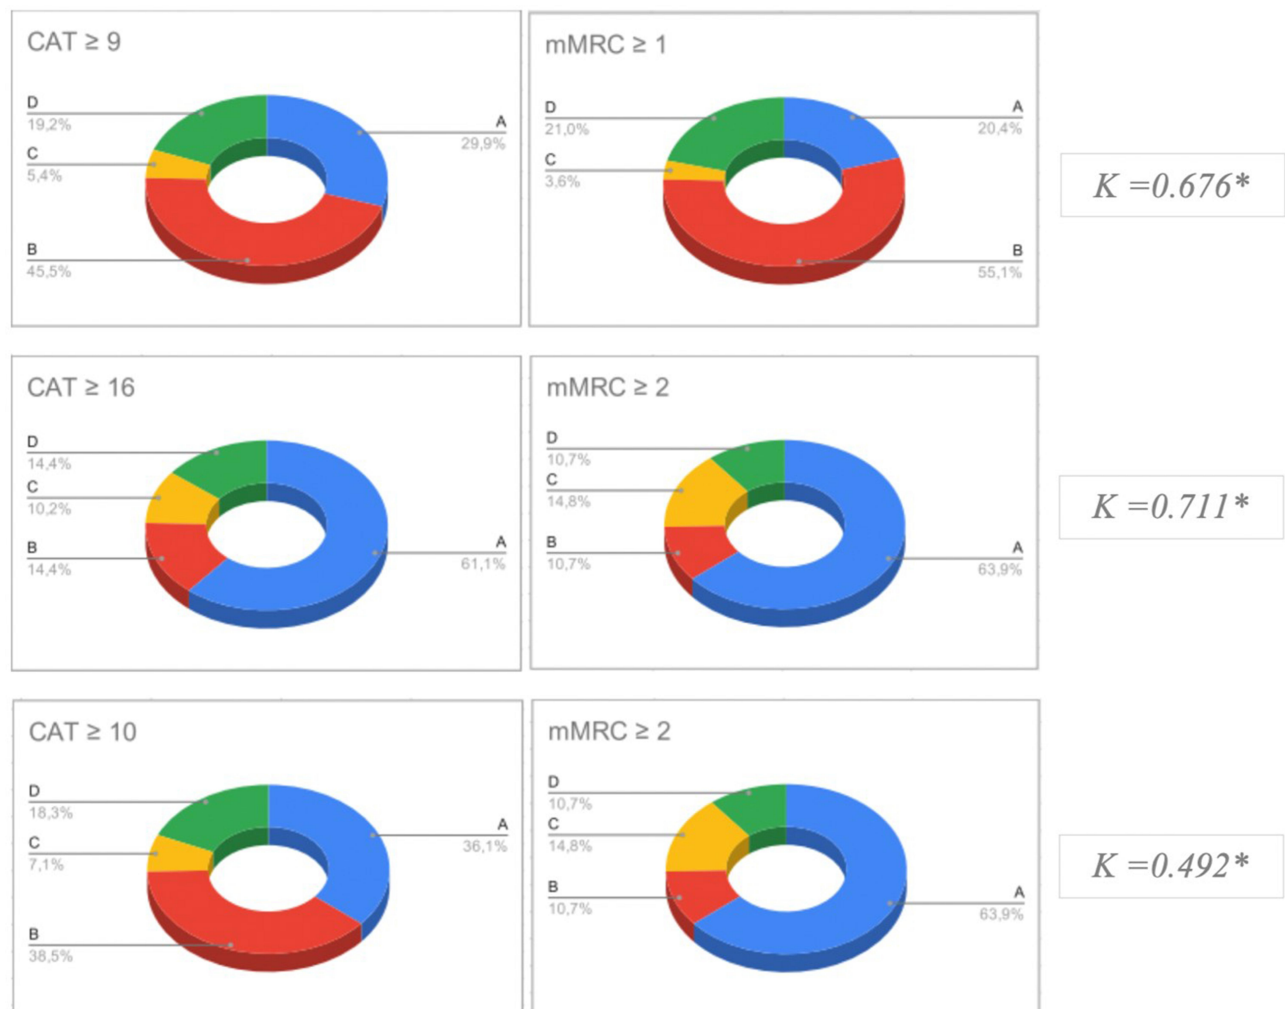 CAT ≥ 9
D
19,2%
C
5,4%
B
45,5%
A
29,9%
mMRC ≥ 1
D
21,0%
C
3,6%
A
20,4%
B
55,1%
K =0.676*
CAT ≥ 16
D
14,4%
C
10,2%
B
14,4%
A
61,1%
mMRC ≥ 2
D
10,7%
C
14,8%
B
10,7%
A
63,9%
K =0.711*
CAT ≥ 10
D
18,3%
C
7,1%
B
38,5%
A
36,1%
mMRC ≥ 2
D
10,7%
C
14,8%
B
10,7%
A
63,9%
K =0.492*